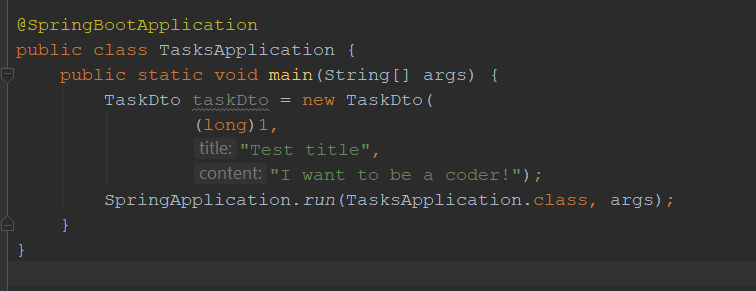 @SpringBootApplication
public class TasksApplication {
    public static void main(String[] args) {
        TaskDto taskDto = new TaskDto(
                (long)1,
                title: "Test title",
                content: "I want to be a coder!");
        SpringApplication.run(TasksApplication.class, args);
    }
}